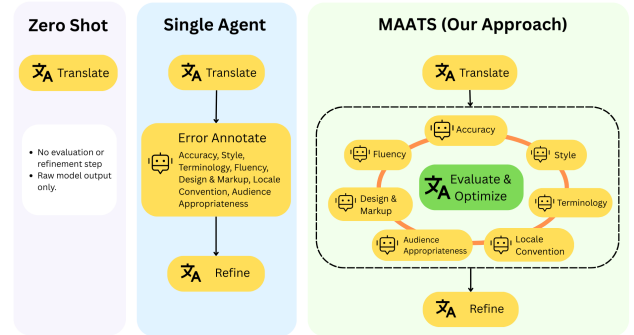 Zero Shot
Translate
No evaluation or
refinement step
Raw model output
only.
Single Agent
Translate
Error Annotate
Accuracy, Style,
Terminology, Fluency,
Design & Markup, Locale
Convention, Audience
Appropriateness
Refine
MAATS (Our Approach)
Translate
Accuracy
Fluency
Style
Evaluate &
Optimize
Design &
Markup
Terminology
Audience
Appropriateness
Locale
Convention
Refine